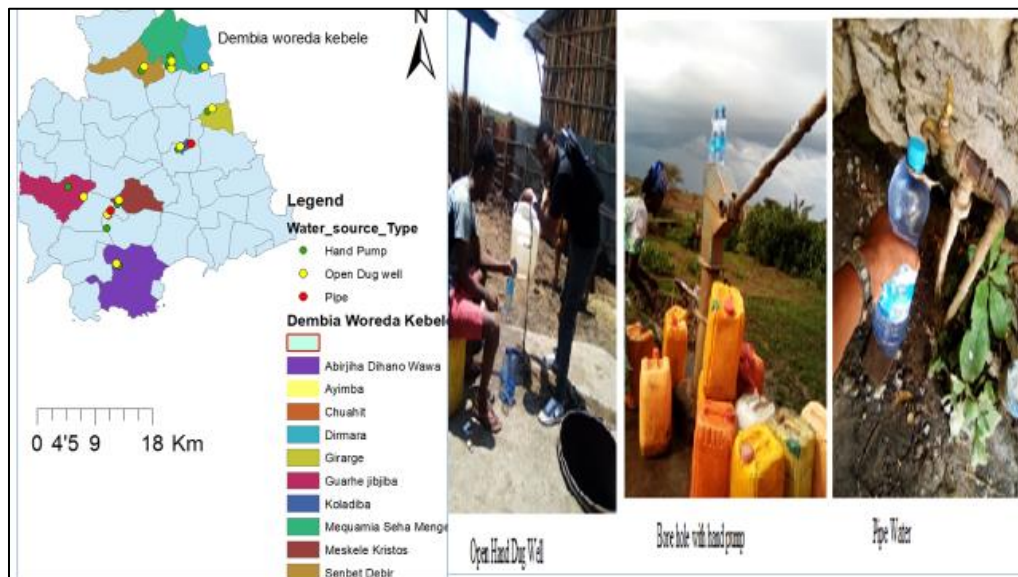 Dembia woreda kebele
N
Legend
Water_source_Type
Hand Pump
Open Dug well
Pipe
Dembia Woreda Kebele
Abirjiha Dihano Wawa
Ayimba
Chuahit
Dirmara
Girarge
Guarhe jibjiba
Koladiba
Mequamia Seha Menge
Meskele Kristos
Senbet Debir
0 4'5 9 18 Km
Open Hand Dug Well
Bore hole with hand pump
Pipe Water